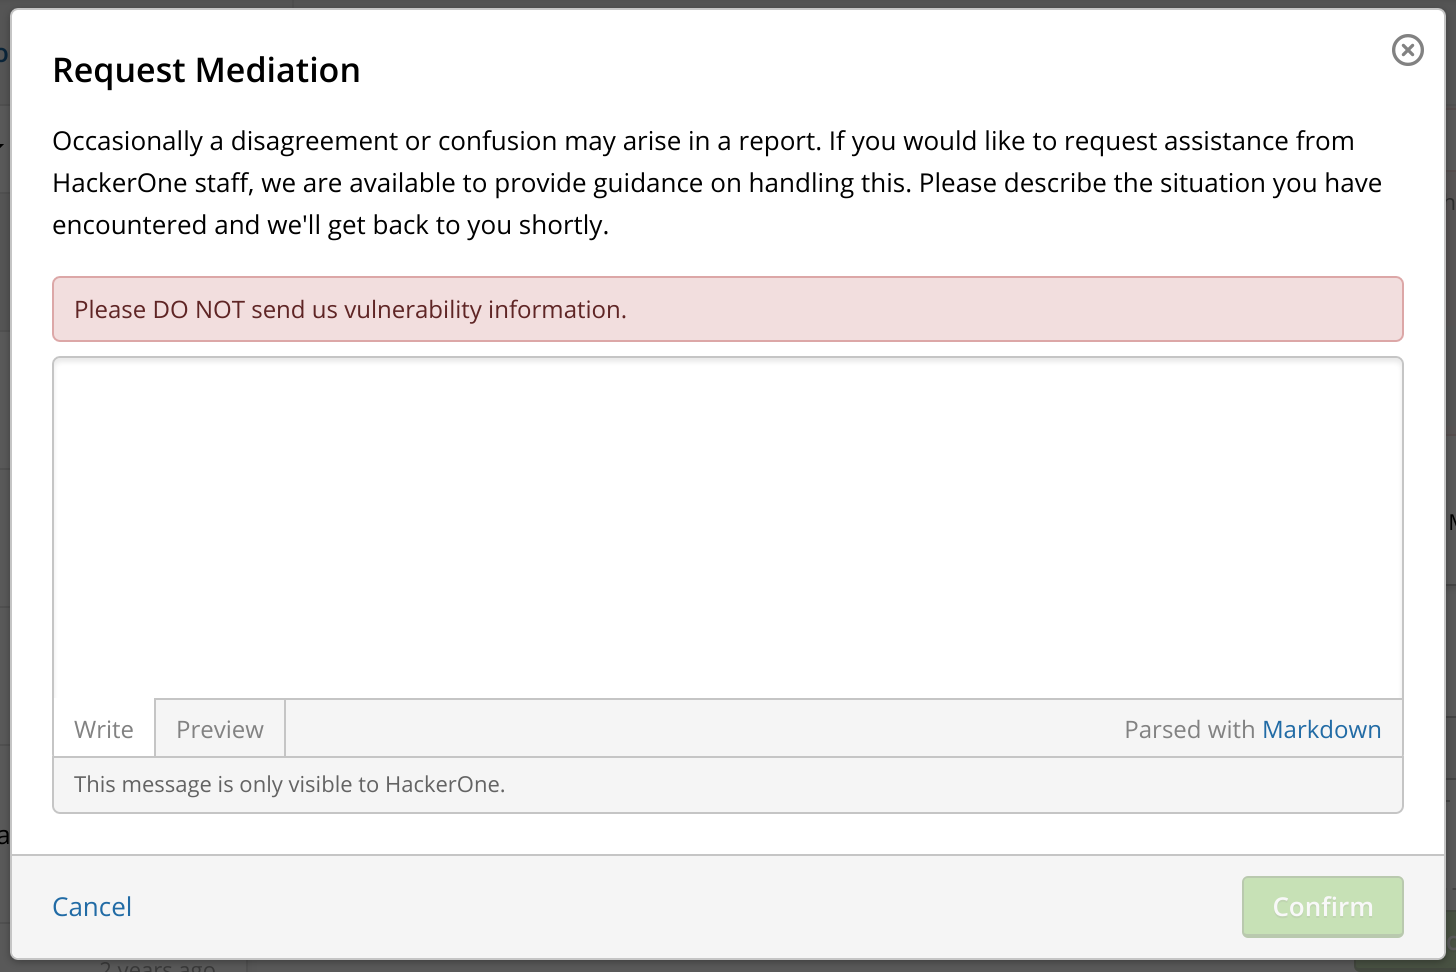 Request Mediation
Occasionally a disagreement or confusion may arise in a report. If you would like to request assistance from
HackerOne staff, we are available to provide guidance on handling this. Please describe the situation you have
encountered and we'll get back to you shortly.
Please DO NOT send us vulnerability information.
Write Preview Parsed with Markdown
This message is only visible to HackerOne.
Cancel Confirm
2 years ago